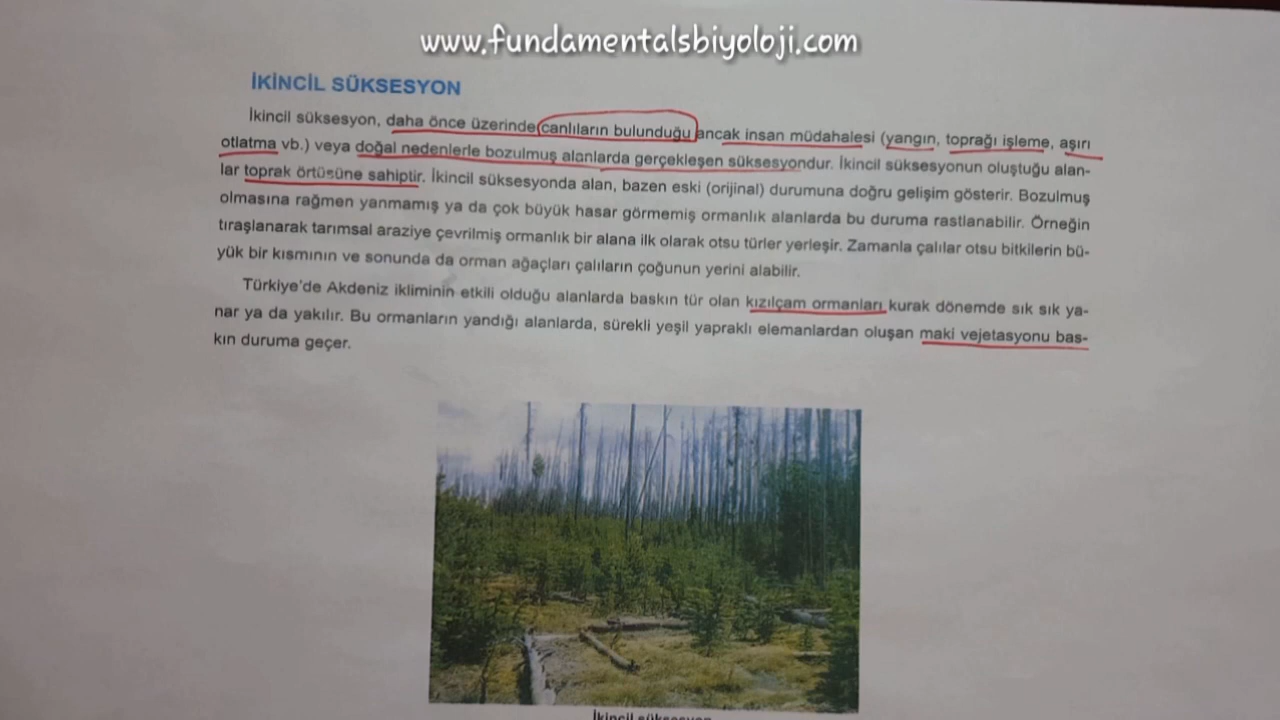 www.fundamentalsbiyoloji.com
İKİNCİL SÜKSESYON
İkincil süksesyon, daha önce üzerinde canlıların bulunduğu ancak insan müdahalesi (yangın, toprağı işleme, aşırı
otlatma vb.) veya doğal nedenlerle bozulmuş alanlarda gerçekleşen süksesyondur. İkincil süksesyonun oluştuğu alan-
lar toprak örtüsüne sahiptir. İkincil süksesyonda alan, bazen eski (orijinal) durumuna doğru gelişim gösterir. Bozulmuş
olmasına rağmen yanmamış ya da çok büyük hasar görmemiş ormanlık alanlarda bu duruma rastlanabilir. Örneğin
tıraşlanarak tarımsal araziye çevrilmiş ormanlık bir alana ilk olarak otsu türler yerleşir. Zamanla çalılar otsu bitkilerin bü-
yük bir kısmının ve sonunda da orman ağaçları çalıların çoğunun yerini alabilir.
Türkiye'de Akdeniz ikliminin etkili olduğu alanlarda baskın tür olan kızılçam ormanları kurak dönemde sık sık ya-
nar ya da yakılır. Bu ormanların yandığı alanlarda, sürekli yeşil yapraklı elemanlardan oluşan maki vejetasyonu bas-
kın duruma geçer.
İkincil süksesyon